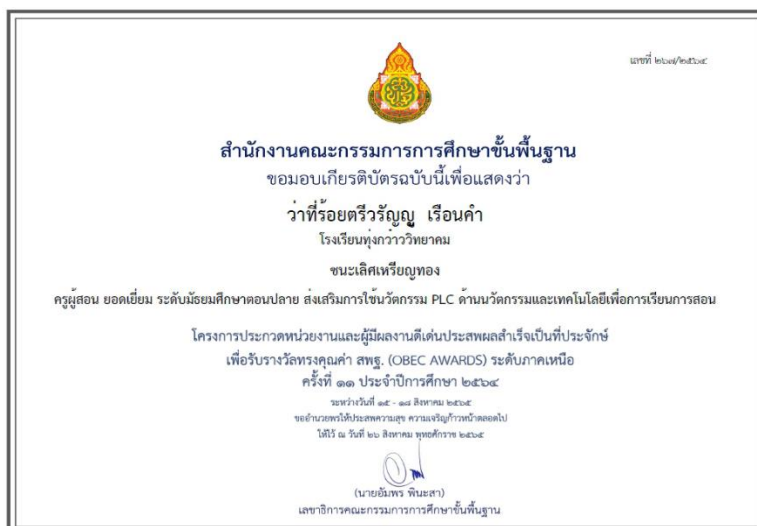 เลขที่ ๒๖๗/๒๕๖๕
สำนักงานคณะกรรมการการศึกษาขั้นพื้นฐาน
ขอมอบเกียรติบัตรฉบับนี้เพื่อแสดงว่า
ว่าที่ร้อยตรีวรัญญู เรือนคำ
โรงเรียนทุ่งกว๋าววิทยาคม
ชนะเลิศเหรียญทอง
ครูผู้สอน ยอดเยี่ยม ระดับมัธยมศึกษาตอนปลาย ส่งเสริมการใช้นวัตกรรม PLC ด้านนวัตกรรมและเทคโนโลยีเพื่อการเรียนการสอน
โครงการประกวดหน่วยงานและผู้มีผลงานดีเด่นประสพผลสำเร็จเป็นที่ประจักษ์
เพื่อรับรางวัลทรงคุณค่า สพฐ. (OBEC AWARDS) ระดับภาคเหนือ
ครั้งที่ ๑๑ ประจำปีการศึกษา ๒๕๖๔
ระหว่างวันที่ ๑๕ - ๑๘ สิงหาคม ๒๕๖๕
ขออำนวยพรให้ประสพความสุข ความเจริญก้าวหน้าตลอดไป
ให้ไว้ ณ วันที่ ๒๖ สิงหาคม พุทธศักราช ๒๕๖๕
(นายอัมพร พินะสา)
เลขาธิการคณะกรรมการการศึกษาขั้นพื้นฐาน